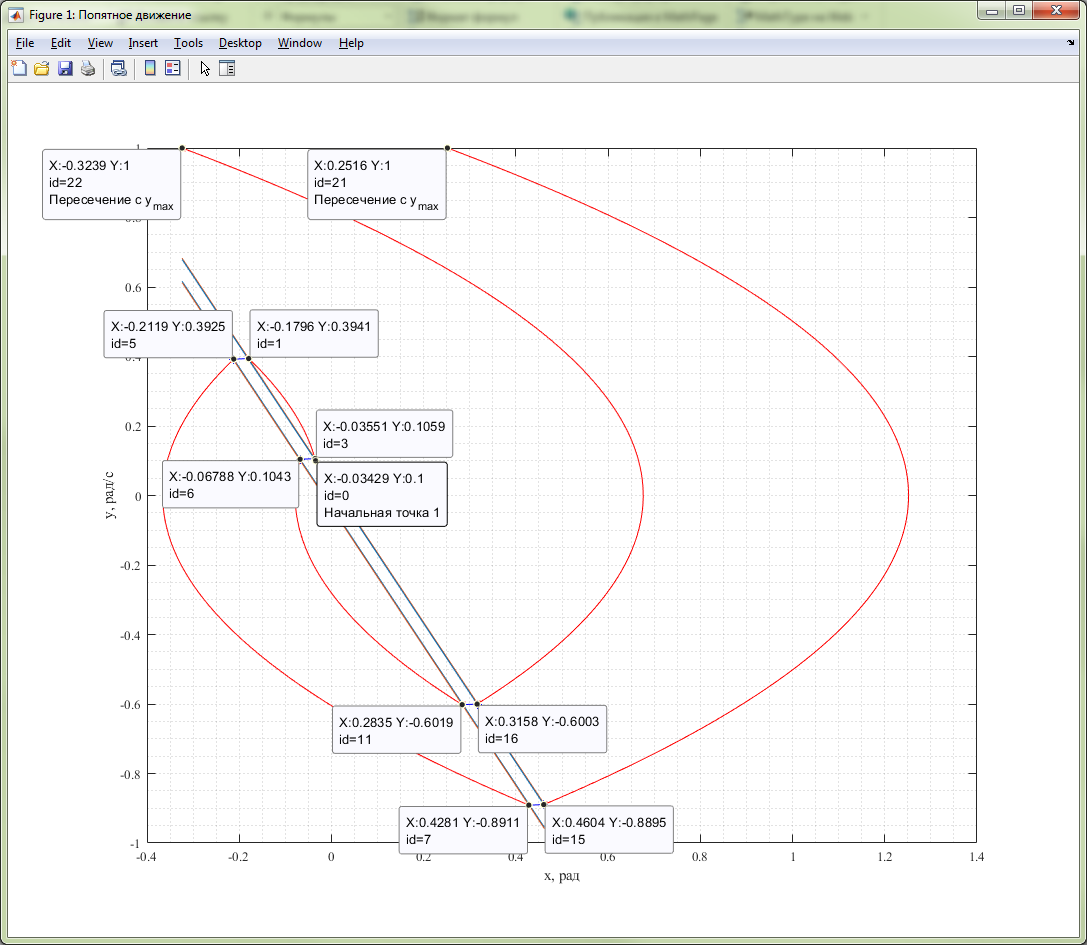 Figure 1: Попятное движение
File Edit View Insert Tools Desktop Window Help
X:-0.3239 Y:1
id=22
Пересечение с ymax
X:0.2516 Y:1
id=21
Пересечение с ymax
0.6
X:-0.2119 Y:0.3925
id=5
X:-0.1796 Y:0.3941
id=1
0.2
X:-0.03551 Y:0.1059
id=3
X:-0.06788 Y:0.1043
id=6
X:-0.03429 Y:0.1
id=0
Начальная точка 1
0
-0.2
-0.4
-0.6
X:0.2835 Y:-0.6019
id=11
X:0.3158 Y:-0.6003
id=16
-0.8
X:0.4281 Y:-0.8911
id=7
X:0.4604 Y:-0.8895
id=15
-1
-0.4 -0.2 0 0.2 0.4 0.6 0.8 1 1.2 1.4
x, рад
y, рад/с